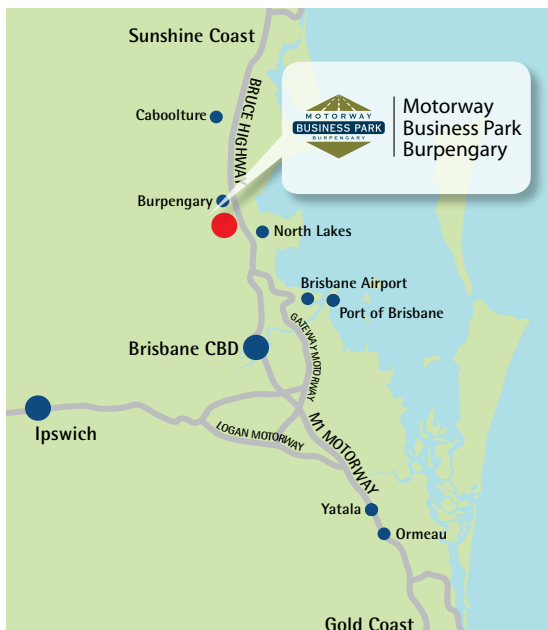 Sunshine Coast
BRUCE HIGHWAY
Caboolture
MOTORWAY
BUSINESS PARK
BURPENGARY
Motorway
Business Park
Burpengary
Burpengary
North Lakes
Brisbane Airport
Port of Brisbane
GATEWAY MOTORWAY
Brisbane CBD
Ipswich
LOGAN MOTORWAY
M1 MOTORWAY
Yatala
Ormeau
Gold Coast